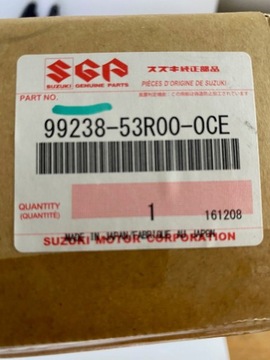 SGP
スズキ純正部品
SUZUKI GENUINE PARTS
PIÈCES D'ORIGINE DE SUZUKI
PART NO.
99238-53R00-0CE
QUANTITY
(QUANTITÉ)
1
161208
MADE IN JAPAN/FABRIQUE AU JAPON
SUZUKI MOTOR CORPORATION